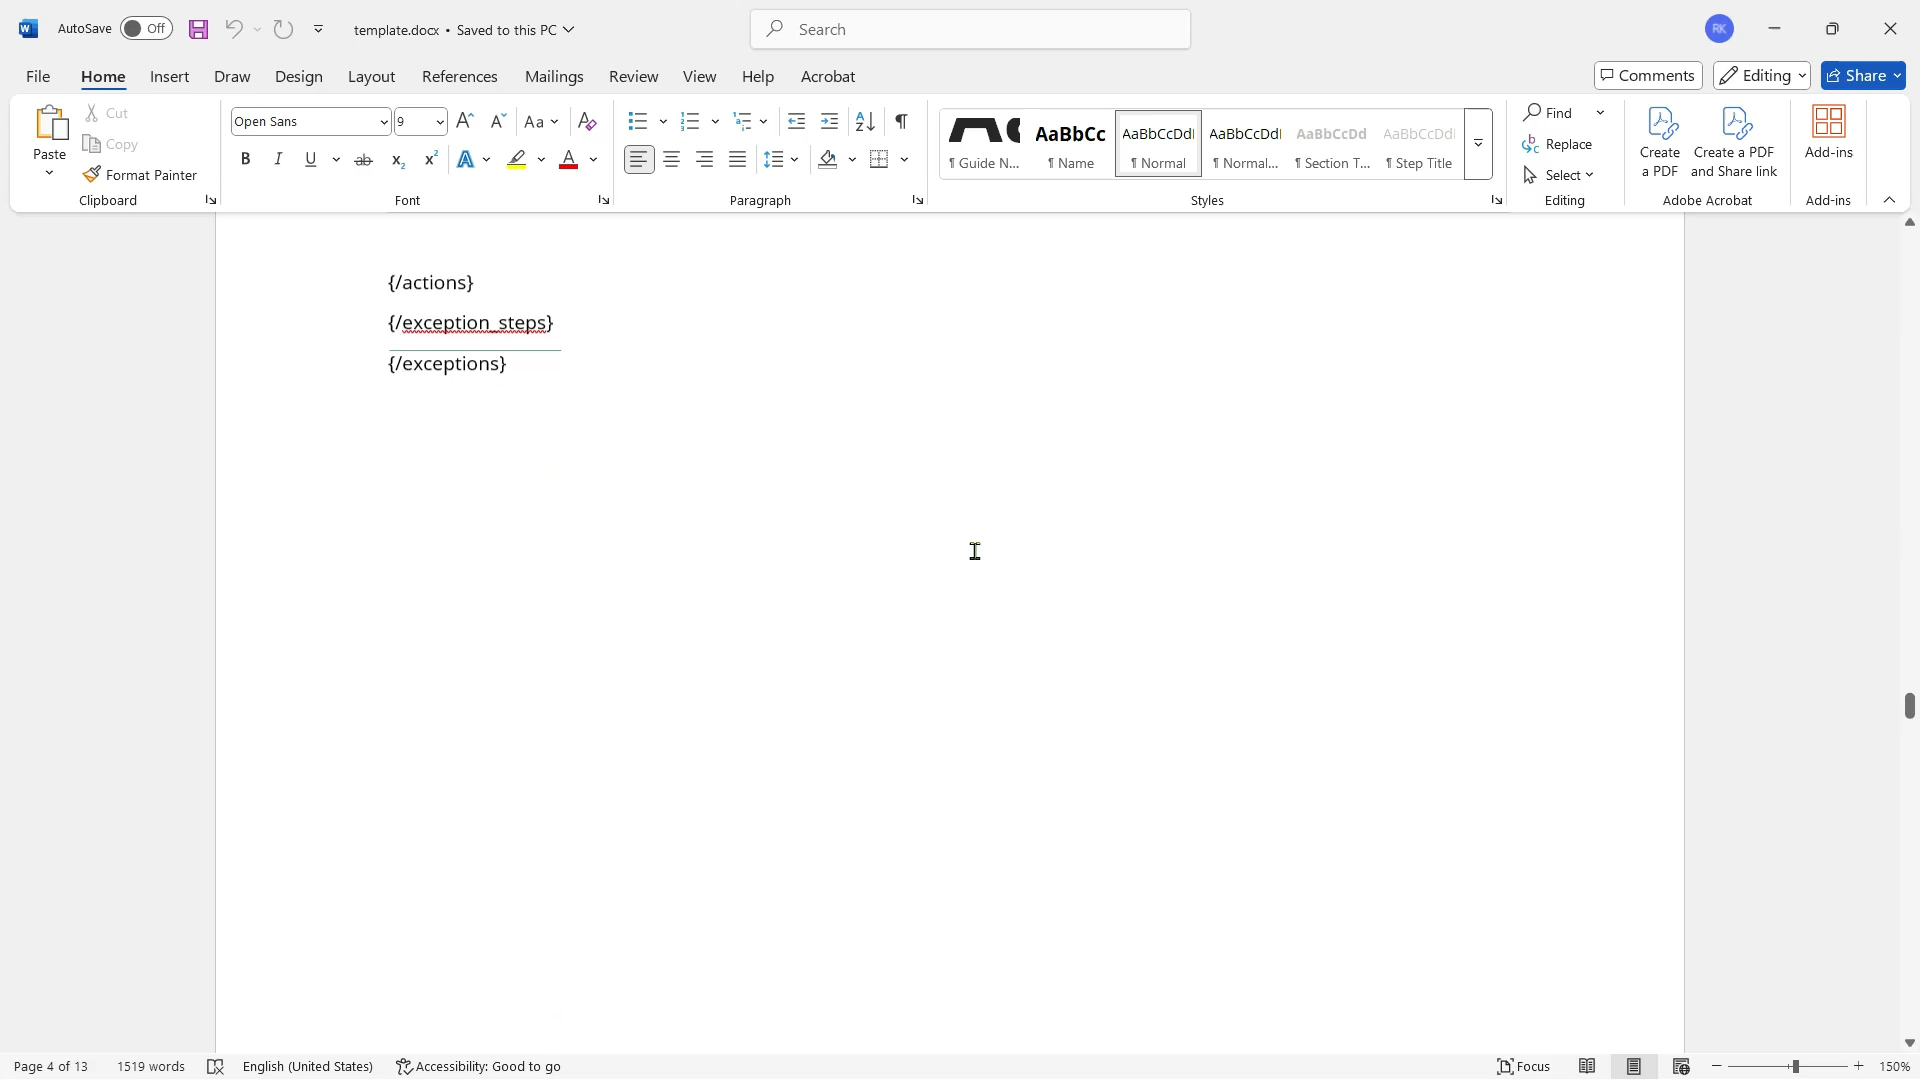 AutoSave Off template.docx • Saved to this PC Search RK
File Home Insert Draw Design Layout References Mailings Review View Help Acrobat Comments Editing Share
Paste Cut Copy Format Painter Clipboard
Open Sans 9 Aa
B I U ab x₂ x² A A
Font
Paragraph
AaBbCc AaBbCcDdI AaBbCcDdI AaBbCcDd AaBbCcDdI
¶ Guide N... ¶ Name ¶ Normal ¶ Normal... ¶ Section T... ¶ Step Title
Styles
Find
Replace
Select
Editing
Create a PDF Create a PDF and Share link
Adobe Acrobat
Add-ins
Add-ins
{/actions}
{/exception_steps}
{/exceptions}
Page 4 of 13 1519 words English (United States) Accessibility: Good to go Focus 150%